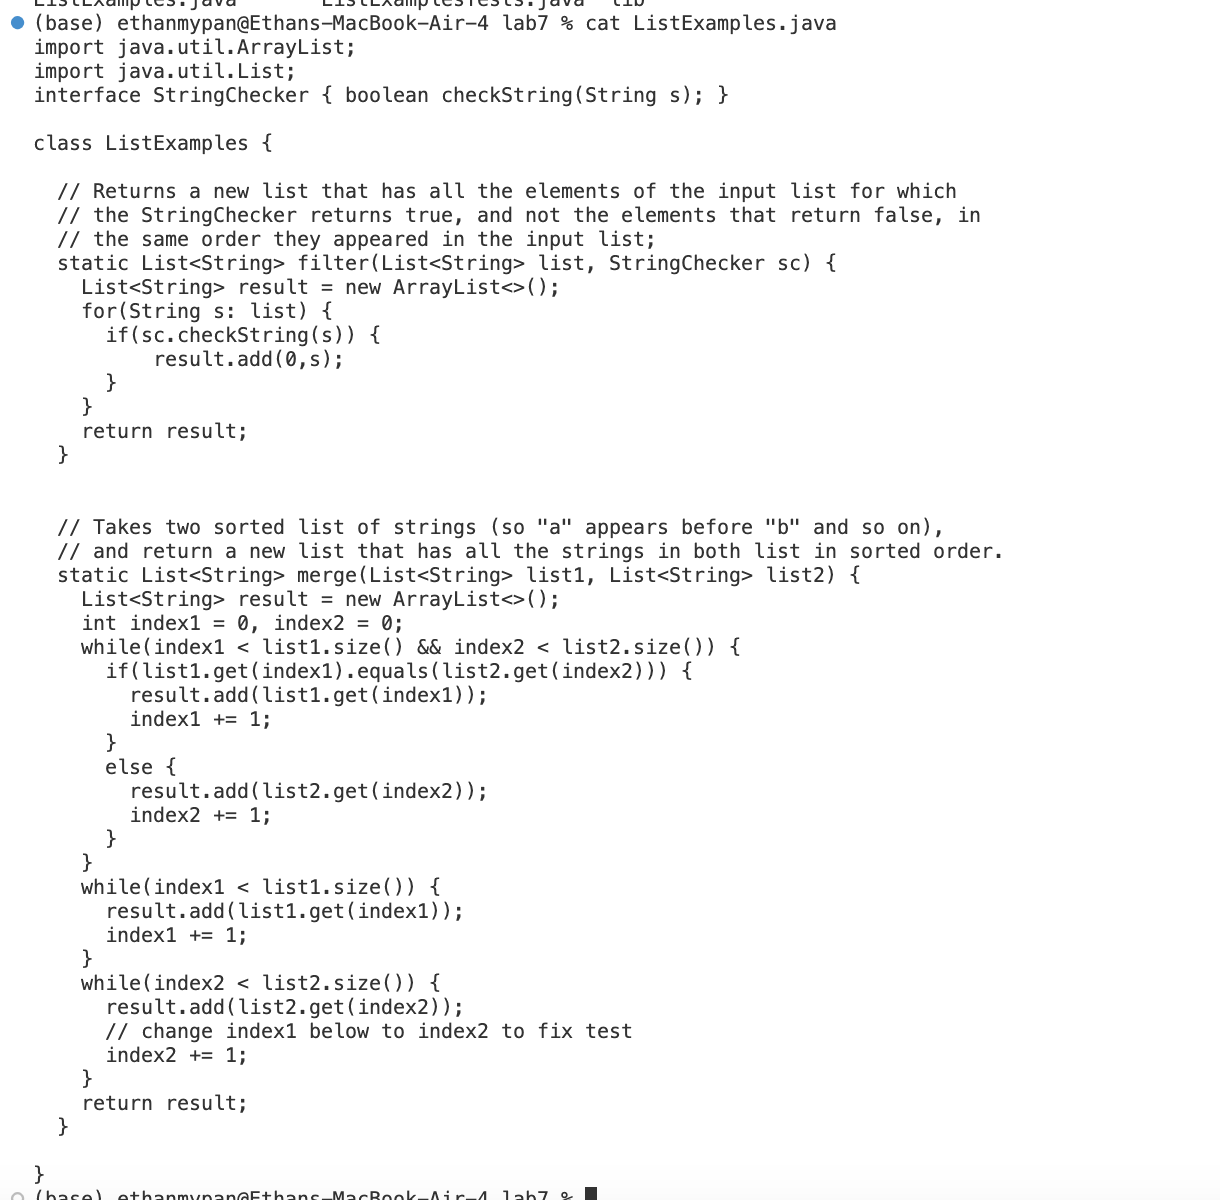 ListExamples.java       ListExamplesTests.java  lib
(base) ethanmypan@Ethans-MacBook-Air-4 lab7 % cat ListExamples.java
import java.util.ArrayList;
import java.util.List;
interface StringChecker { boolean checkString(String s); }

class ListExamples {

  // Returns a new list that has all the elements of the input list for which
  // the StringChecker returns true, and not the elements that return false, in
  // the same order they appeared in the input list;
  static List<String> filter(List<String> list, StringChecker sc) {
    List<String> result = new ArrayList<>();
    for(String s: list) {
      if(sc.checkString(s)) {
          result.add(0,s);
      }
    }
    return result;
  }


  // Takes two sorted list of strings (so "a" appears before "b" and so on),
  // and return a new list that has all the strings in both list in sorted order.
  static List<String> merge(List<String> list1, List<String> list2) {
    List<String> result = new ArrayList<>();
    int index1 = 0, index2 = 0;
    while(index1 < list1.size() && index2 < list2.size()) {
      if(list1.get(index1).equals(list2.get(index2))) {
        result.add(list1.get(index1));
        index1 += 1;
      }
      else {
        result.add(list2.get(index2));
        index2 += 1;
      }
    }
    while(index1 < list1.size()) {
      result.add(list1.get(index1));
      index1 += 1;
    }
    while(index2 < list2.size()) {
      result.add(list2.get(index2));
      // change index1 below to index2 to fix test
      index2 += 1;
    }
    return result;
  }

}
(base) ethanmypan@Ethans-MacBook-Air-4 lab7 %